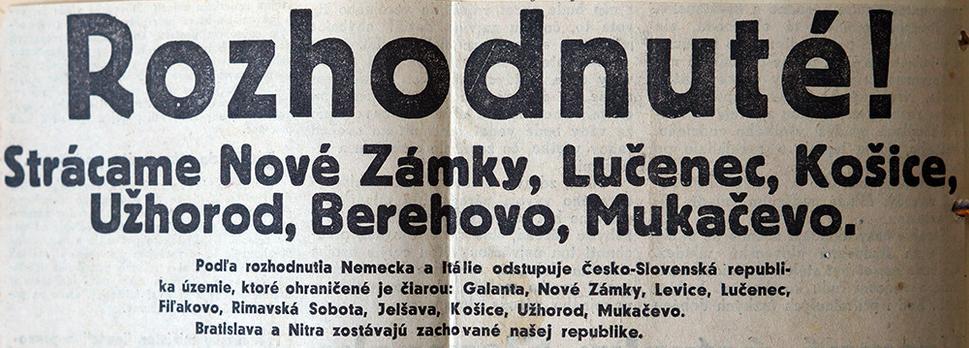 Rozhodnuté!
Strácame Nové Zámky, Lučenec, Košice,
Užhorod, Berehovo, Mukačevo.
Podľa rozhodnutia Nemecka a Itálie odstupuje Česko-Slovenská republi-
ka územie, ktoré ohraničené je čiarou: Galanta, Nové Zámky, Levice, Lučenec,
Fiľakovo, Rimavská Sobota, Jelšava, Košice, Užhorod, Mukačevo.
Bratislava a Nitra zostávajú zachované našej republike.